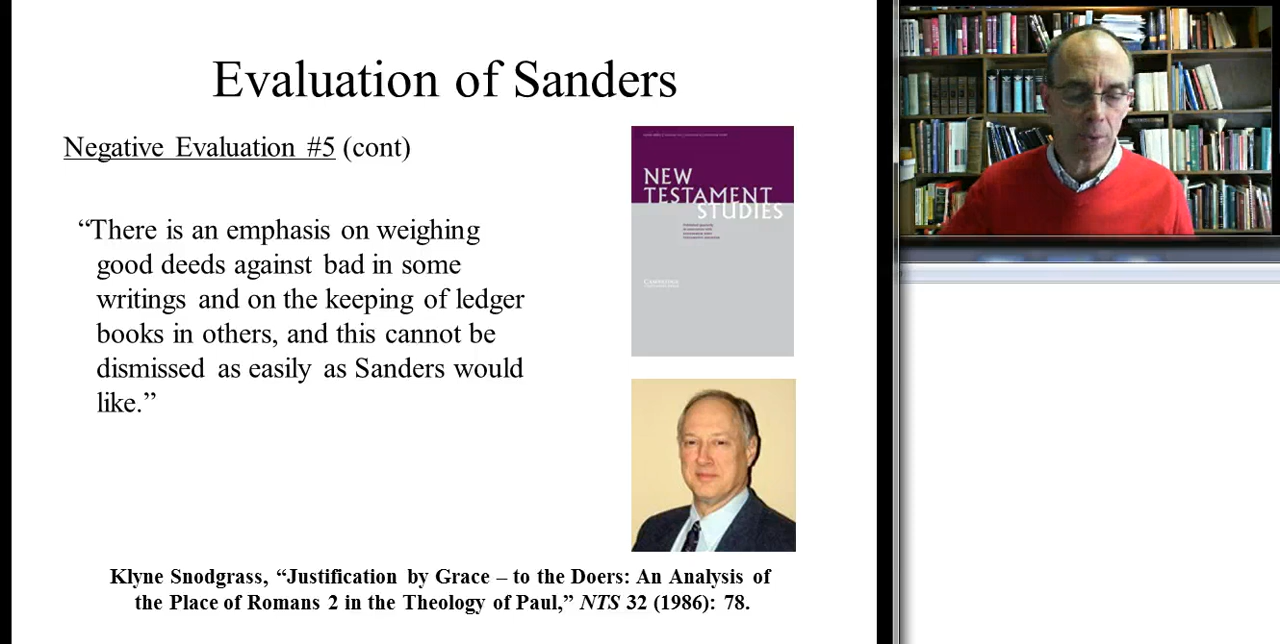 Evaluation of Sanders
Negative Evaluation #5 (cont)
“There is an emphasis on weighing
good deeds against bad in some
writings and on the keeping of ledger
books in others, and this cannot be
dismissed as easily as Sanders would
like.”
NEW
TESTAMENT
STUDIES
Klyne Snodgrass, “Justification by Grace – to the Doers: An Analysis of
the Place of Romans 2 in the Theology of Paul,” NTS 32 (1986): 78.